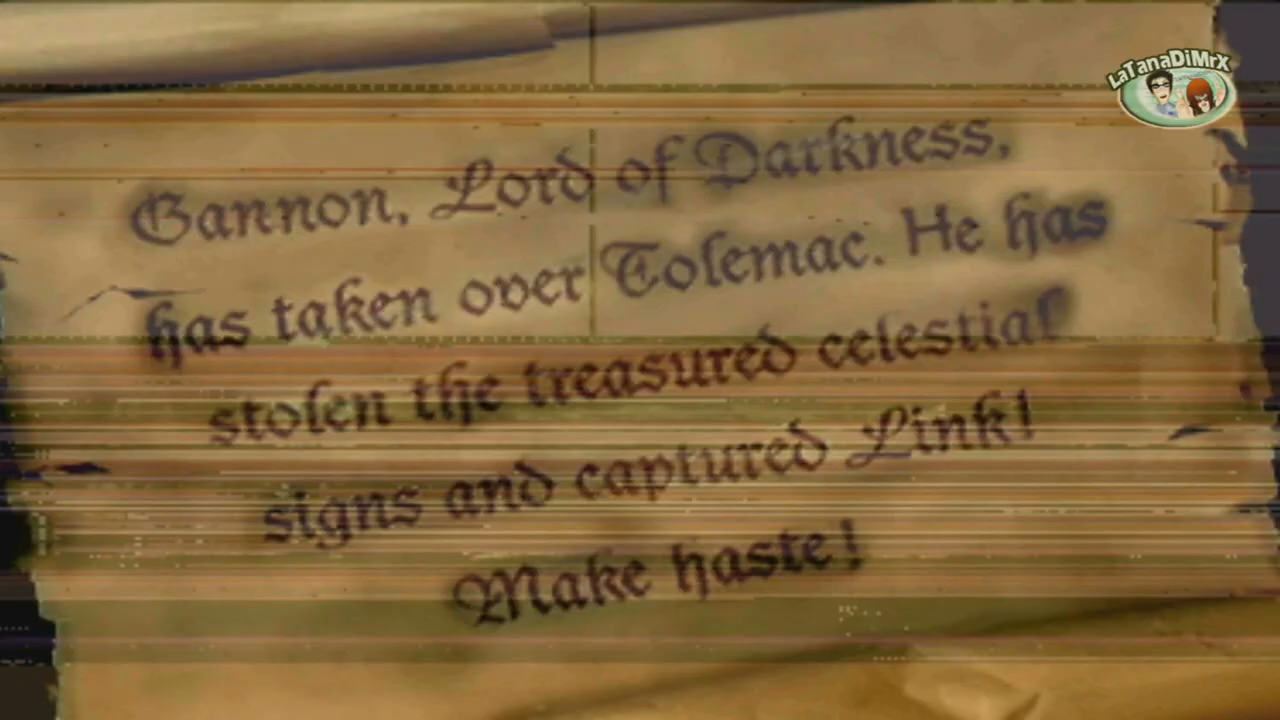 LaTanaDiMrX
Gannon, Lord of Darkness,
has taken over Tolemac. He has
stolen the treasured celestial
signs and captured Link!
Make haste!